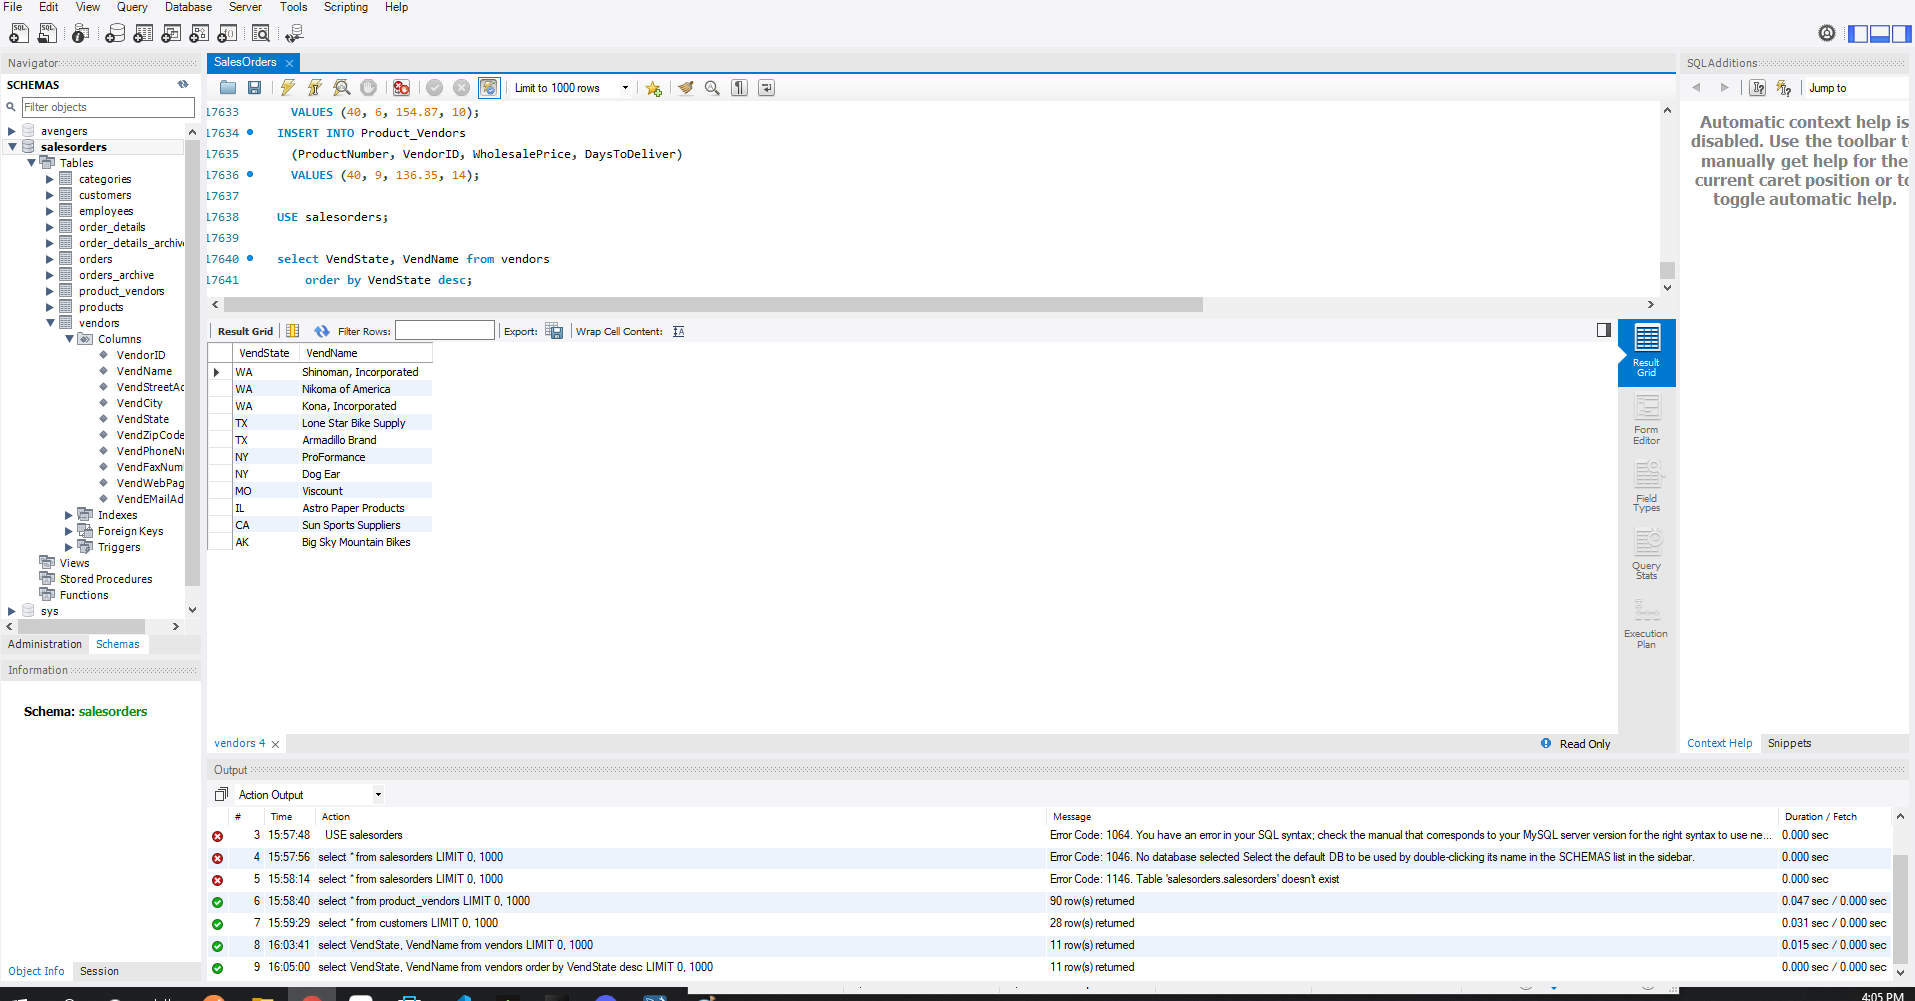 File Edit View Query Database Server Tools Scripting Help
Navigator
SCHEMAS
Filter objects
avengers
salesorders
Tables
categories
customers
employees
order_details
order_details_archiv
orders
orders_archive
product_vendors
products
vendors
Columns
VendorID
VendName
VendStreetAd
VendCity
VendState
VendZipCode
VendPhoneNu
VendFaxNum
VendWebPag
VendEMailAd
Indexes
Foreign Keys
Triggers
Views
Stored Procedures
Functions
sys
Administration Schemas
Information
Schema: salesorders
Object Info Session
SalesOrders
Limit to 1000 rows
17633 VALUES (40, 6, 154.87, 10);
17634 INSERT INTO Product_Vendors
17635 (ProductNumber, VendorID, WholesalePrice, DaysToDeliver)
17636 VALUES (40, 9, 136.35, 14);
17637
17638 USE salesorders;
17639
17640 select VendState, VendName from vendors
17641 order by VendState desc;
Result Grid Filter Rows: Export: Wrap Cell Content:
VendState VendName
WA Shinoman, Incorporated
WA Nikoma of America
WA Kona, Incorporated
TX Lone Star Bike Supply
TX Armadillo Brand
NY ProFormance
NY Dog Ear
MO Viscount
IL Astro Paper Products
CA Sun Sports Suppliers
AK Big Sky Mountain Bikes
Result
Grid
Form
Editor
Field
Types
Query
Stats
Execution
Plan
vendors 4 Read Only
SQLAdditions
Jump to
Automatic context help is
disabled. Use the toolbar t
manually get help for the
current caret position or to
toggle automatic help.
Context Help Snippets
Output
Action Output
# Time Action Message Duration / Fetch
3 15:57:48 USE salesorders Error Code: 1064. You have an error in your SQL syntax; check the manual that corresponds to your MySQL server version for the right syntax to use ne... 0.000 sec
4 15:57:56 select * from salesorders LIMIT 0, 1000 Error Code: 1046. No database selected Select the default DB to be used by double-clicking its name in the SCHEMAS list in the sidebar. 0.000 sec
5 15:58:14 select * from salesorders LIMIT 0, 1000 Error Code: 1146. Table 'salesorders.salesorders' doesn't exist 0.000 sec
6 15:58:40 select * from product_vendors LIMIT 0, 1000 90 row(s) returned 0.047 sec / 0.000 sec
7 15:59:29 select * from customers LIMIT 0, 1000 28 row(s) returned 0.031 sec / 0.000 sec
8 16:03:41 select VendState, VendName from vendors LIMIT 0, 1000 11 row(s) returned 0.015 sec / 0.000 sec
9 16:05:00 select VendState, VendName from vendors order by VendState desc LIMIT 0, 1000 11 row(s) returned 0.000 sec / 0.000 sec
4:05 PM